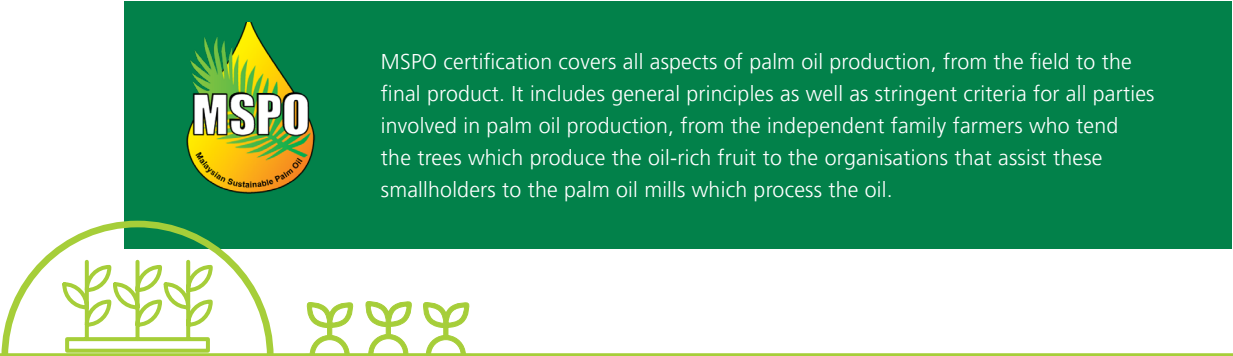 MSPO
Malaysian Sustainable Palm Oil
MSPO certification covers all aspects of palm oil production, from the field to the
final product. It includes general principles as well as stringent criteria for all parties
involved in palm oil production, from the independent family farmers who tend
the trees which produce the oil-rich fruit to the organisations that assist these
smallholders to the palm oil mills which process the oil.